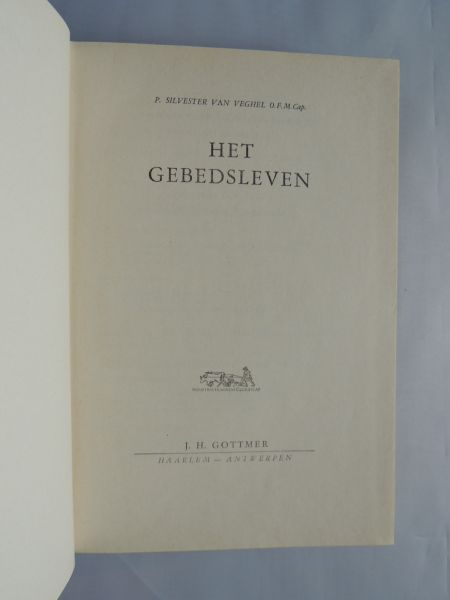 P. SILVESTER VAN VEGHEL O.F.M.Cap.
HET
GEBEDSLEVEN
J. H. GOTTMER
HAARLEM — ANTWERPEN